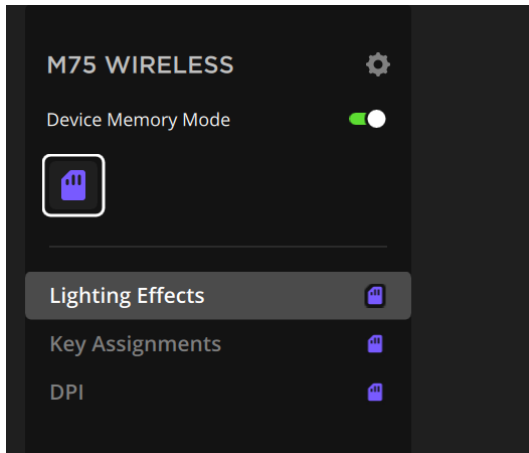 M75 WIRELESS
Device Memory Mode
Lighting Effects
Key Assignments
DPI